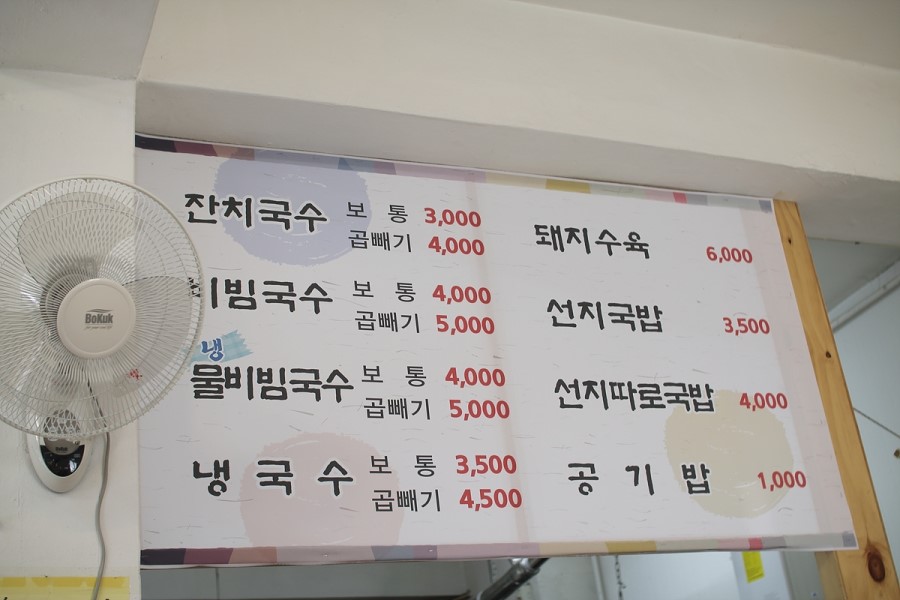 잔치국수 보통 3,000
곱빼기 4,000
비빔국수 보통 4,000
곱빼기 5,000
냉
물비빔국수 보통 4,000
곱빼기 5,000
냉국수 보통 3,500
곱빼기 4,500
돼지수육 6,000
선지국밥 3,500
선지따로국밥 4,000
공기밥 1,000
BoKuk